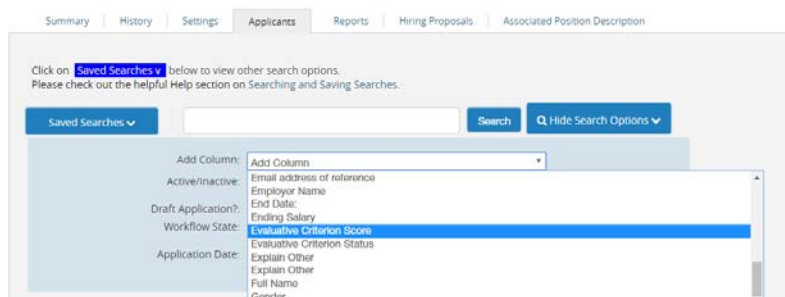 Summary History Settings Applicants Reports Hiring Proposals Associated Position Description
Click on Saved Searches v below to view other search options.
Please check out the helpful Help section on Searching and Saving Searches.
Saved Searches Search Hide Search Options
Add Column: Add Column
Active/Inactive: Email address of reference
Employer Name
Draft Application?: End Date:
Ending Salary
Workflow State: Evaluative Criterion Score
Evaluative Criterion Status
Application Date: Explain Other
Explain Other
Full Name
Gender